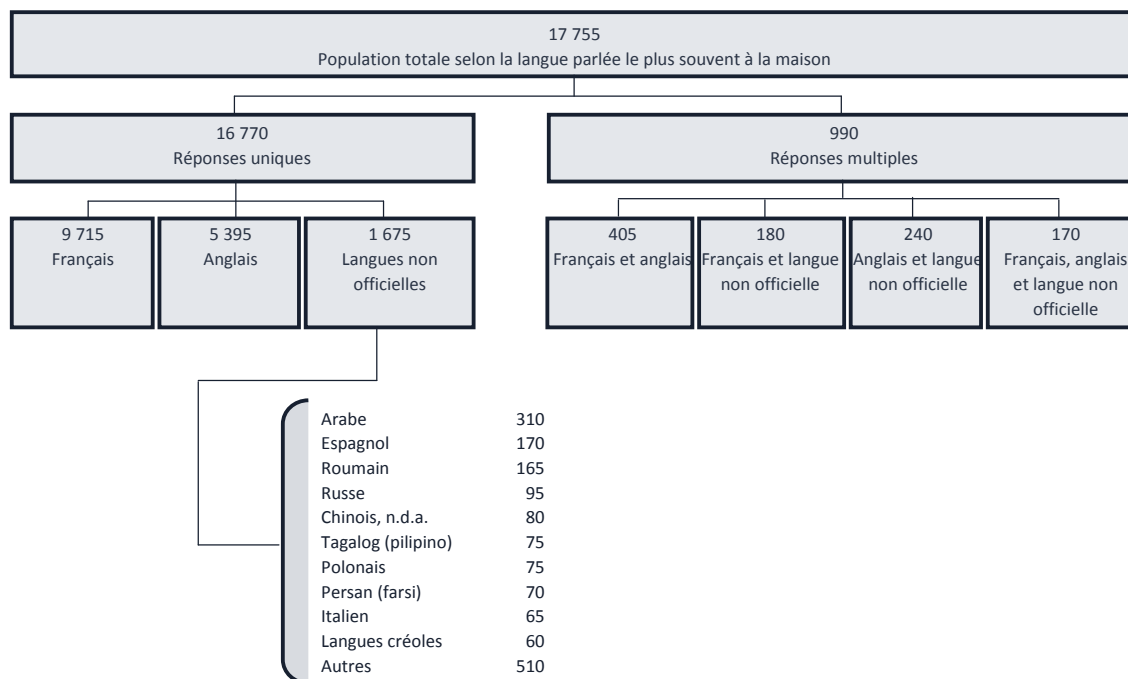 17 755
Population totale selon la langue parlée le plus souvent à la maison
16 770
Réponses uniques
990
Réponses multiples
9 715
Français
5 395
Anglais
1 675
Langues non
officielles
405
Français et anglais
180
Français et langue
non officielle
240
Anglais et langue
non officielle
170
Français, anglais
et langue non
officielle
Arabe 310
Espagnol 170
Roumain 165
Russe 95
Chinois, n.d.a. 80
Tagalog (pilipino) 75
Polonais 75
Persan (farsi) 70
Italien 65
Langues créoles 60
Autres 510